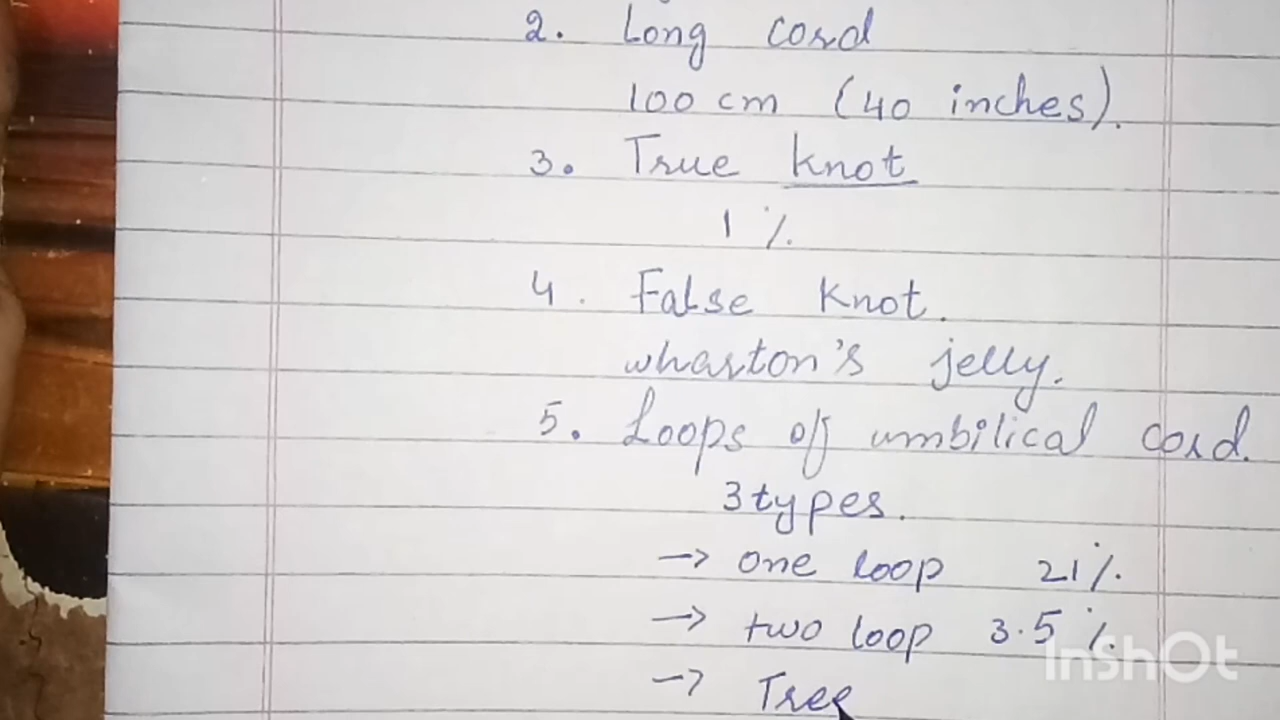 2. Long cord
100 cm (40 inches).
3. True knot
1 %
4. False Knot.
wharton's jelly.
5. Loops of umbilical cord.
3 types.
→ one loop 21%.
→ two loop 3.5 %.
→ Tree
InShOt